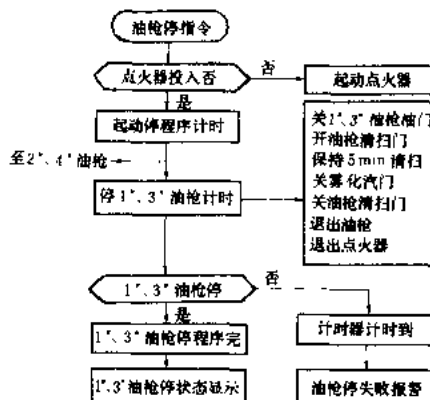 油枪停指令
点火器投入否
否
起动点火器
是
起动停程序计时
至2#、4#油枪
停1#、3#油枪计时
关1#、3#油枪油门
开油枪清扫门
保持5min清扫
关雾化汽门
关油枪清扫门
退出油枪
退出点火器
1#、3#油枪停
否
是
计时器计时到
1#、3#油枪停程序完
1#、3#油枪停状态显示
油枪停失败报警